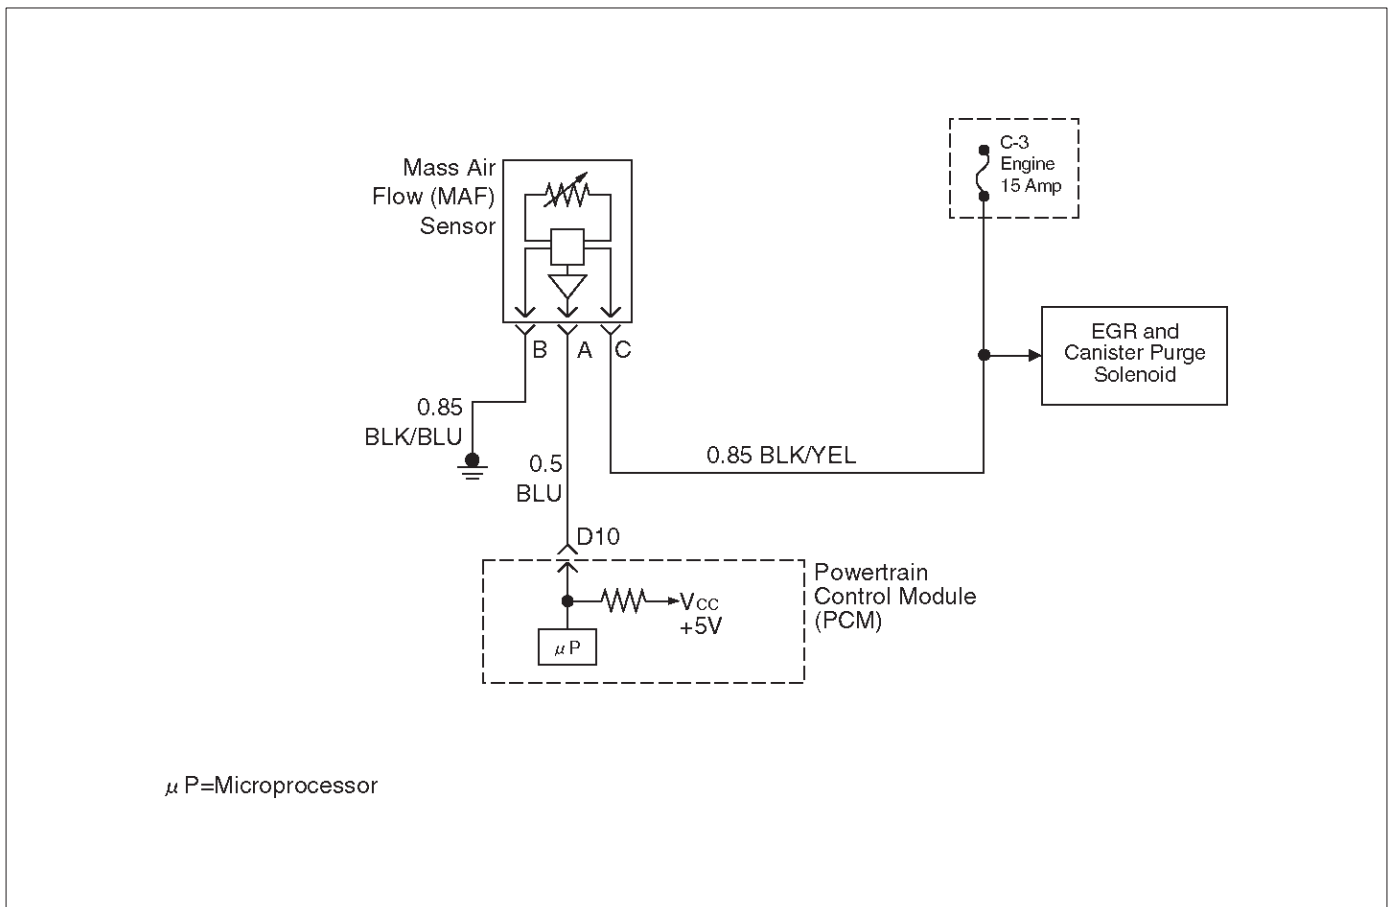 Mass Air
Flow (MAF)
Sensor
C-3
Engine
15 Amp
EGR and
Canister Purge
Solenoid
B
A
C
0.85
BLK/BLU
0.5
BLU
0.85 BLK/YEL
D10
Powertrain
Control Module
(PCM)
VCC
+5V
μP
μ P=Microprocessor